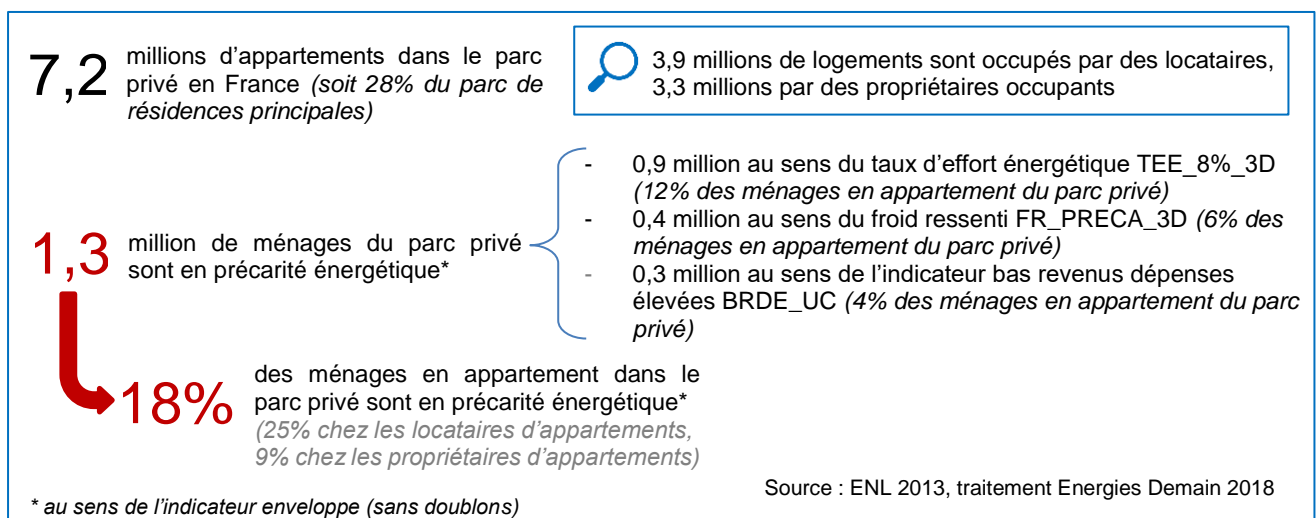 7,2
millions d’appartements dans le parc
privé en France (soit 28% du parc de
résidences principales)
3,9 millions de logements sont occupés par des locataires,
3,3 millions par des propriétaires occupants
1,3
million de ménages du parc privé
sont en précarité énergétique*
- 0,9 million au sens du taux d’effort énergétique TEE_8%_3D
(12% des ménages en appartement du parc privé)
- 0,4 million au sens du froid ressenti FR_PRECA_3D (6% des
ménages en appartement du parc privé)
- 0,3 million au sens de l’indicateur bas revenus dépenses
élevées BRDE_UC (4% des ménages en appartement du parc
privé)
18%
des ménages en appartement dans le
parc privé sont en précarité énergétique*
(25% chez les locataires d’appartements,
9% chez les propriétaires d’appartements)
Source : ENL 2013, traitement Energies Demain 2018
* au sens de l’indicateur enveloppe (sans doublons)